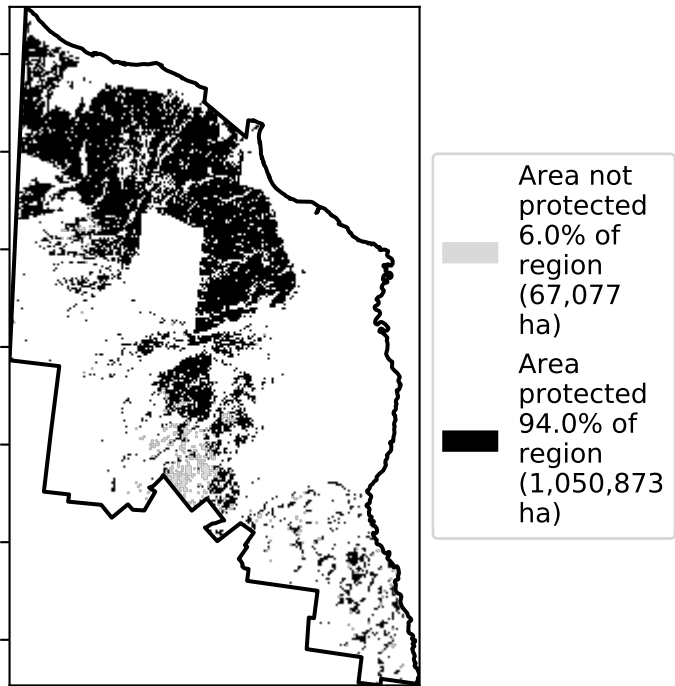 Area not
protected
6.0% of
region
(67,077
ha)
Area
protected
94.0% of
region
(1,050,873
ha)